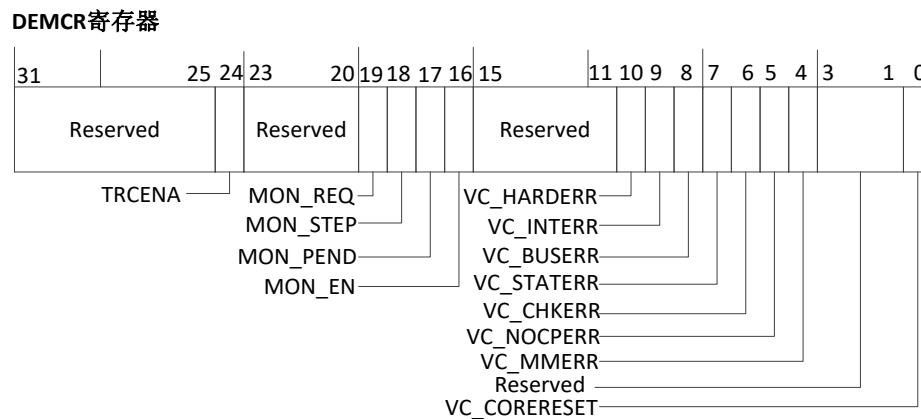 DEMCR寄存器
31 25 24 23 20 19 18 17 16 15 11 10 9 8 7 6 5 4 3 1 0
Reserved Reserved Reserved
TRCENA MON_REQ VC_HARDERR
MON_STEP VC_INTERR
MON_PEND VC_BUSERR
MON_EN VC_STATERR
VC_CHKERR
VC_NOCPERR
VC_MMERR
Reserved
VC_CORERESET